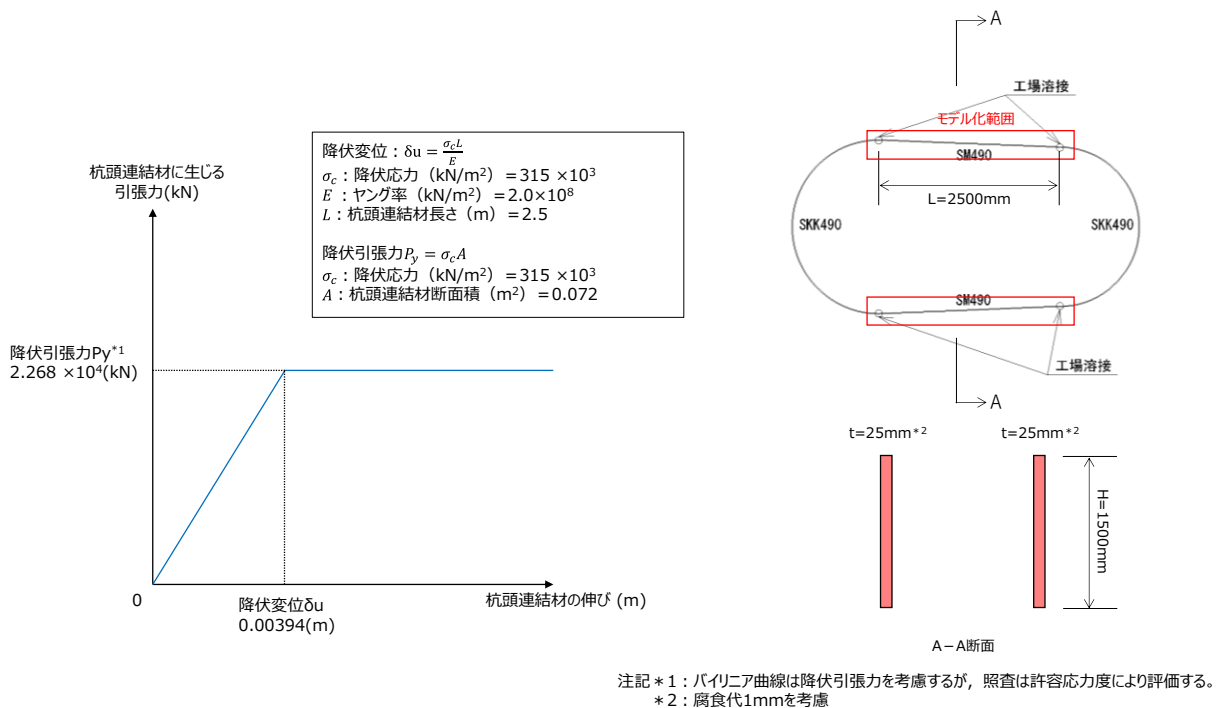 杭頭連結材に生じる
引張力(kN)
降伏変位：δu = σcL/E
σc：降伏応力（kN/m²）＝315 ×10³
E：ヤング率（kN/m²）＝2.0×10⁸
L：杭頭連結材長さ（m）＝2.5
降伏引張力Py = σcA
σc：降伏応力（kN/m²）＝315 ×10³
A：杭頭連結材断面積（m²）＝0.072
降伏引張力Py*1
2.268 ×10⁴(kN)
0
降伏変位δu
0.00394(m)
杭頭連結材の伸び (m)
A
工場溶接
モデル化範囲
SM490
L=2500mm
SKK490
SKK490
SM490
工場溶接
A
t=25mm*2
t=25mm*2
H=1500mm
A－A断面
注記＊1：バイリニア曲線は降伏引張力を考慮するが，照査は許容応力度により評価する。
＊2：腐食代1mmを考慮